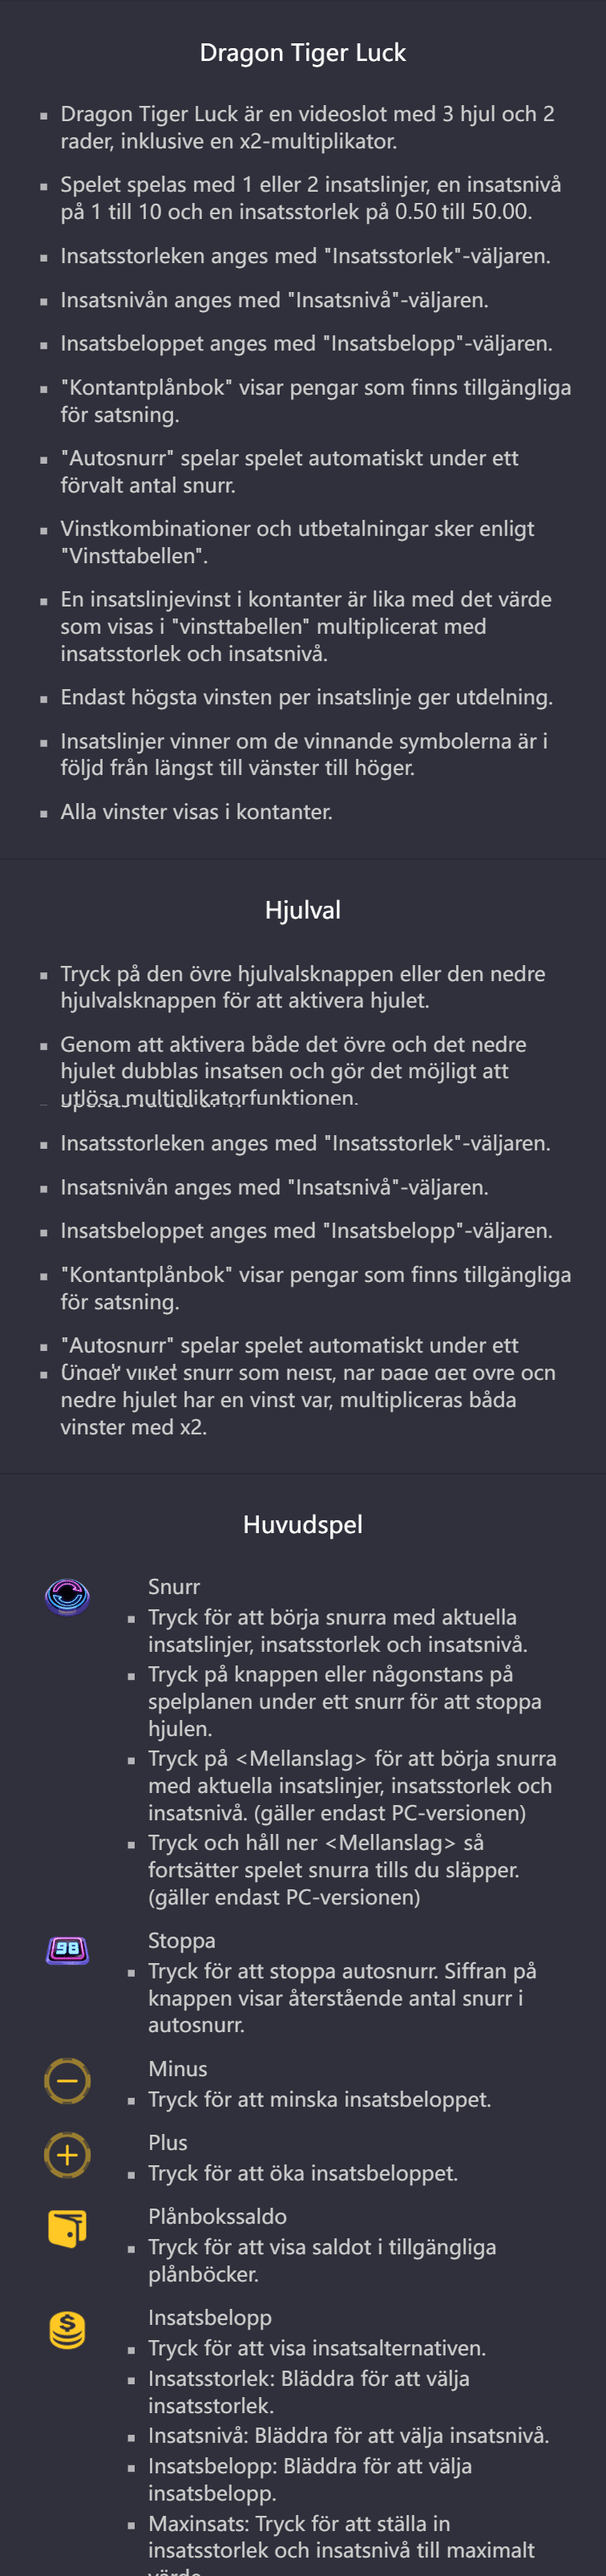 Dragon Tiger Luck
▪ Dragon Tiger Luck är en videoslot med 3 hjul och 2
rader, inklusive en x2-multiplikator.
▪ Spelet spelas med 1 eller 2 insatslinjer, en insatsnivå
på 1 till 10 och en insatsstorlek på 0.50 till 50.00.
▪ Insatsstorleken anges med "Insatsstorlek"-väljaren.
▪ Insatsnivån anges med "Insatsnivå"-väljaren.
▪ Insatsbeloppet anges med "Insatsbelopp"-väljaren.
▪ "Kontantplånbok" visar pengar som finns tillgängliga
för satsning.
▪ "Autosnurr" spelar spelet automatiskt under ett
förvalt antal snurr.
▪ Vinstkombinationer och utbetalningar sker enligt
"Vinsttabellen".
▪ En insatslinjevinst i kontanter är lika med det värde
som visas i "vinsttabellen" multiplicerat med
insatsstorlek och insatsnivå.
▪ Endast högsta vinsten per insatslinje ger utdelning.
▪ Insatslinjer vinner om de vinnande symbolerna är i
följd från längst till vänster till höger.
▪ Alla vinster visas i kontanter.
Hjulval
▪ Tryck på den övre hjulvalsknappen eller den nedre
hjulvalsknappen för att aktivera hjulet.
▪ Genom att aktivera både det övre och det nedre
hjulet dubblas insatsen och gör det möjligt att
utlösa multiplikatorfunktionen.
▪ Insatsstorleken anges med "Insatsstorlek"-väljaren.
▪ Insatsnivån anges med "Insatsnivå"-väljaren.
▪ Insatsbeloppet anges med "Insatsbelopp"-väljaren.
▪ "Kontantplånbok" visar pengar som finns tillgängliga
för satsning.
▪ "Autosnurr" spelar spelet automatiskt under ett
▪ Under vilket snurr som helst, när både det övre och
nedre hjulet har en vinst var, multipliceras båda
vinster med x2.
Huvudspel
Snurr
▪ Tryck för att börja snurra med aktuella
insatslinjer, insatsstorlek och insatsnivå.
▪ Tryck på knappen eller någonstans på
spelplanen under ett snurr för att stoppa
hjulen.
▪ Tryck på <Mellanslag> för att börja snurra
med aktuella insatslinjer, insatsstorlek och
insatsnivå. (gäller endast PC-versionen)
▪ Tryck och håll ner <Mellanslag> så
fortsätter spelet snurra tills du släpper.
(gäller endast PC-versionen)
98
Stoppa
▪ Tryck för att stoppa autosnurr. Siffran på
knappen visar återstående antal snurr i
autosnurr.
Minus
▪ Tryck för att minska insatsbeloppet.
Plus
▪ Tryck för att öka insatsbeloppet.
Plånbokssaldo
▪ Tryck för att visa saldot i tillgängliga
plånböcker.
Insatsbelopp
▪ Tryck för att visa insatsalternativen.
▪ Insatsstorlek: Bläddra för att välja
insatsstorlek.
▪ Insatsnivå: Bläddra för att välja insatsnivå.
▪ Insatsbelopp: Bläddra för att välja
insatsbelopp.
▪ Maxinsats: Tryck för att ställa in
insatsstorlek och insatsnivå till maximalt